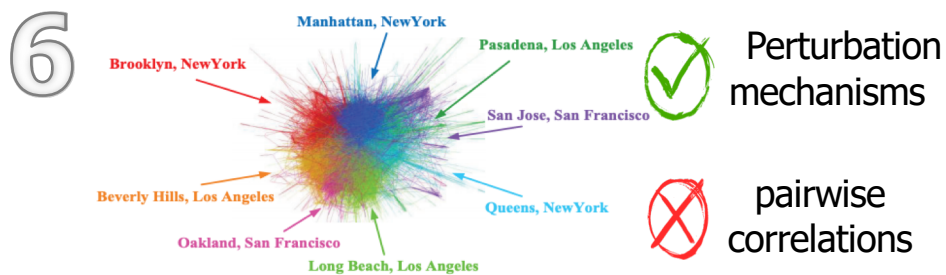 6
Manhattan, NewYork
Pasadena, Los Angeles
Brooklyn, NewYork
San Jose, San Francisco
Beverly Hills, Los Angeles
Queens, NewYork
Oakland, San Francisco
Long Beach, Los Angeles
Perturbation
mechanisms
pairwise
correlations